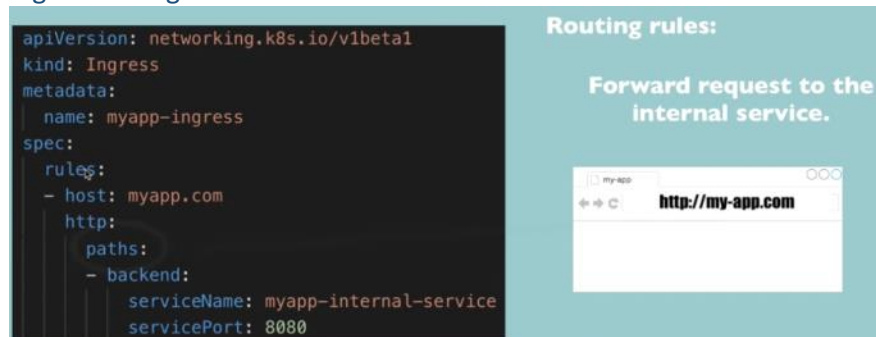 apiVersion: networking.k8s.io/v1beta1
kind: Ingress
metadata:
name: myapp-ingress
spec:
rules:
- host: myapp.com
http:
paths:
- backend:
serviceName: myapp-internal-service
servicePort: 8080
Routing rules:
Forward request to the
internal service.
my-app
http://my-app.com